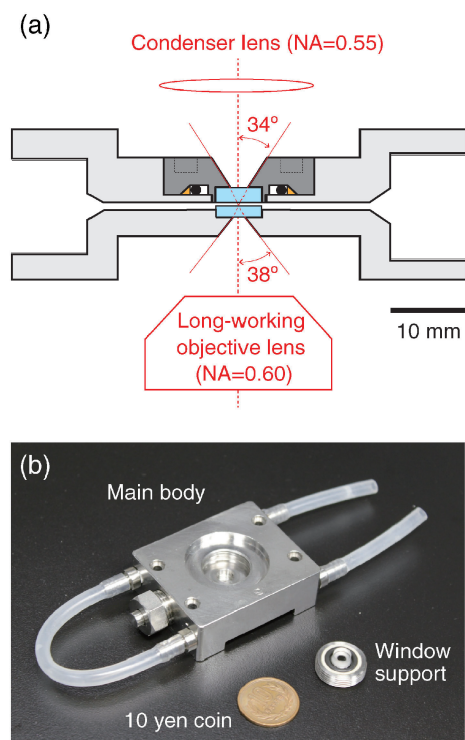 (a)
Condenser lens (NA=0.55)
34°
38°
Long-working
objective lens
(NA=0.60)
10 mm
(b)
Main body
Window
support
10 yen coin